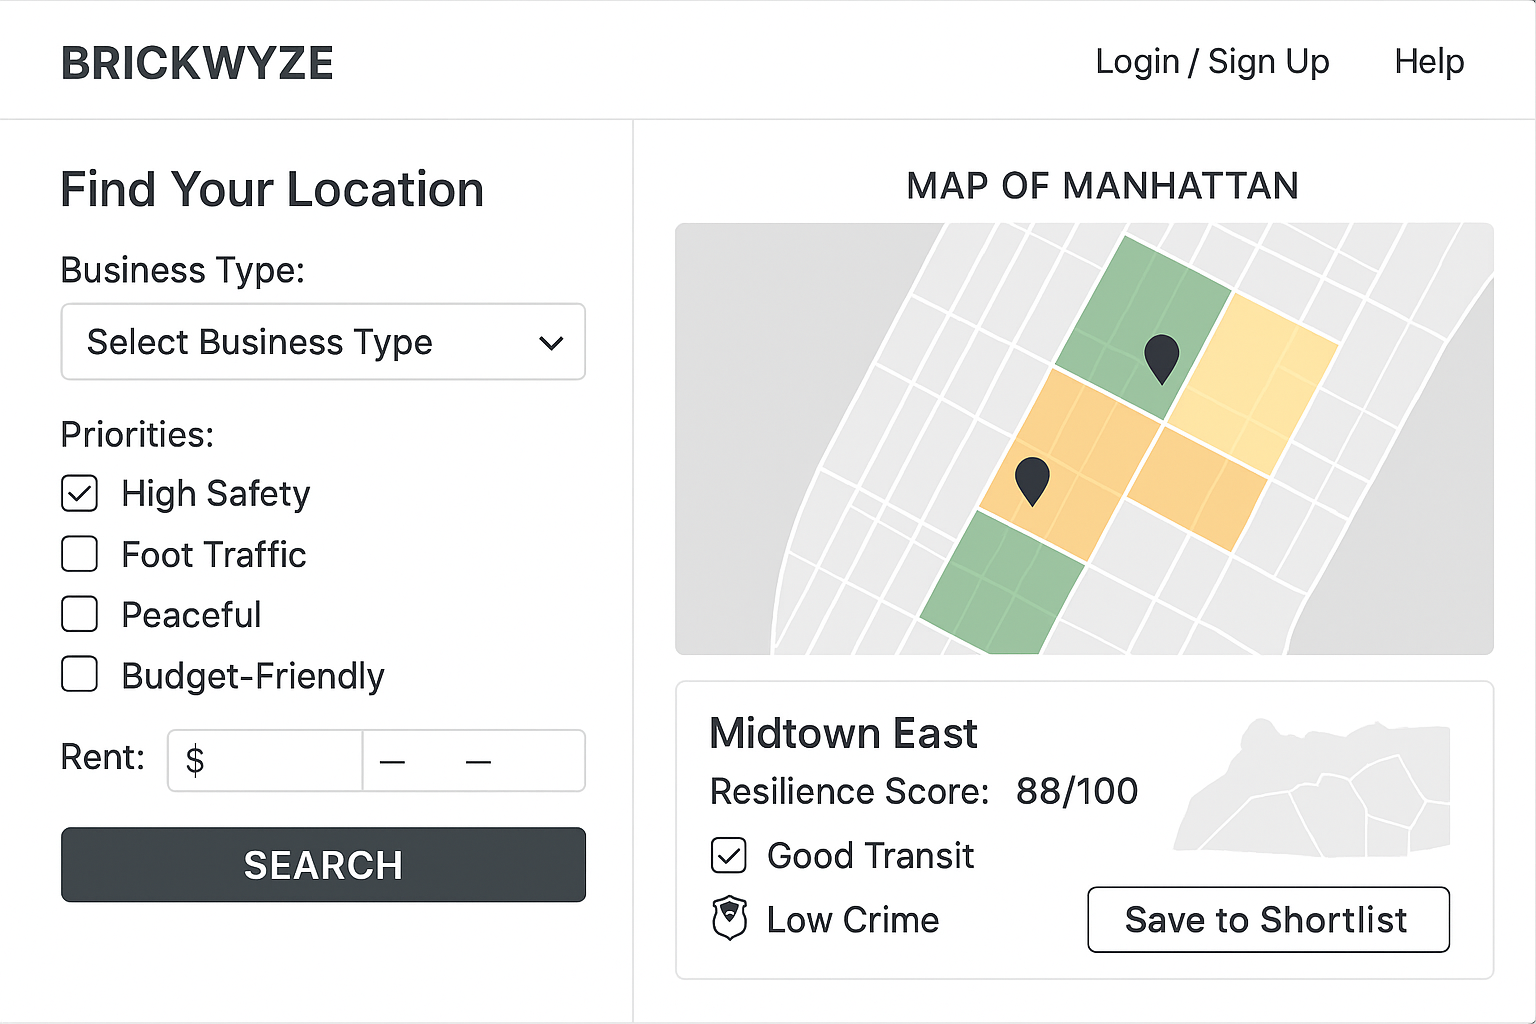 BRICKWYZE
Login / Sign Up
Help
Find Your Location
Business Type:
Select Business Type
Priorities:
High Safety
Foot Traffic
Peaceful
Budget-Friendly
Rent: $ — —
SEARCH
MAP OF MANHATTAN
Midtown East
Resilience Score: 88/100
Good Transit
Low Crime
Save to Shortlist